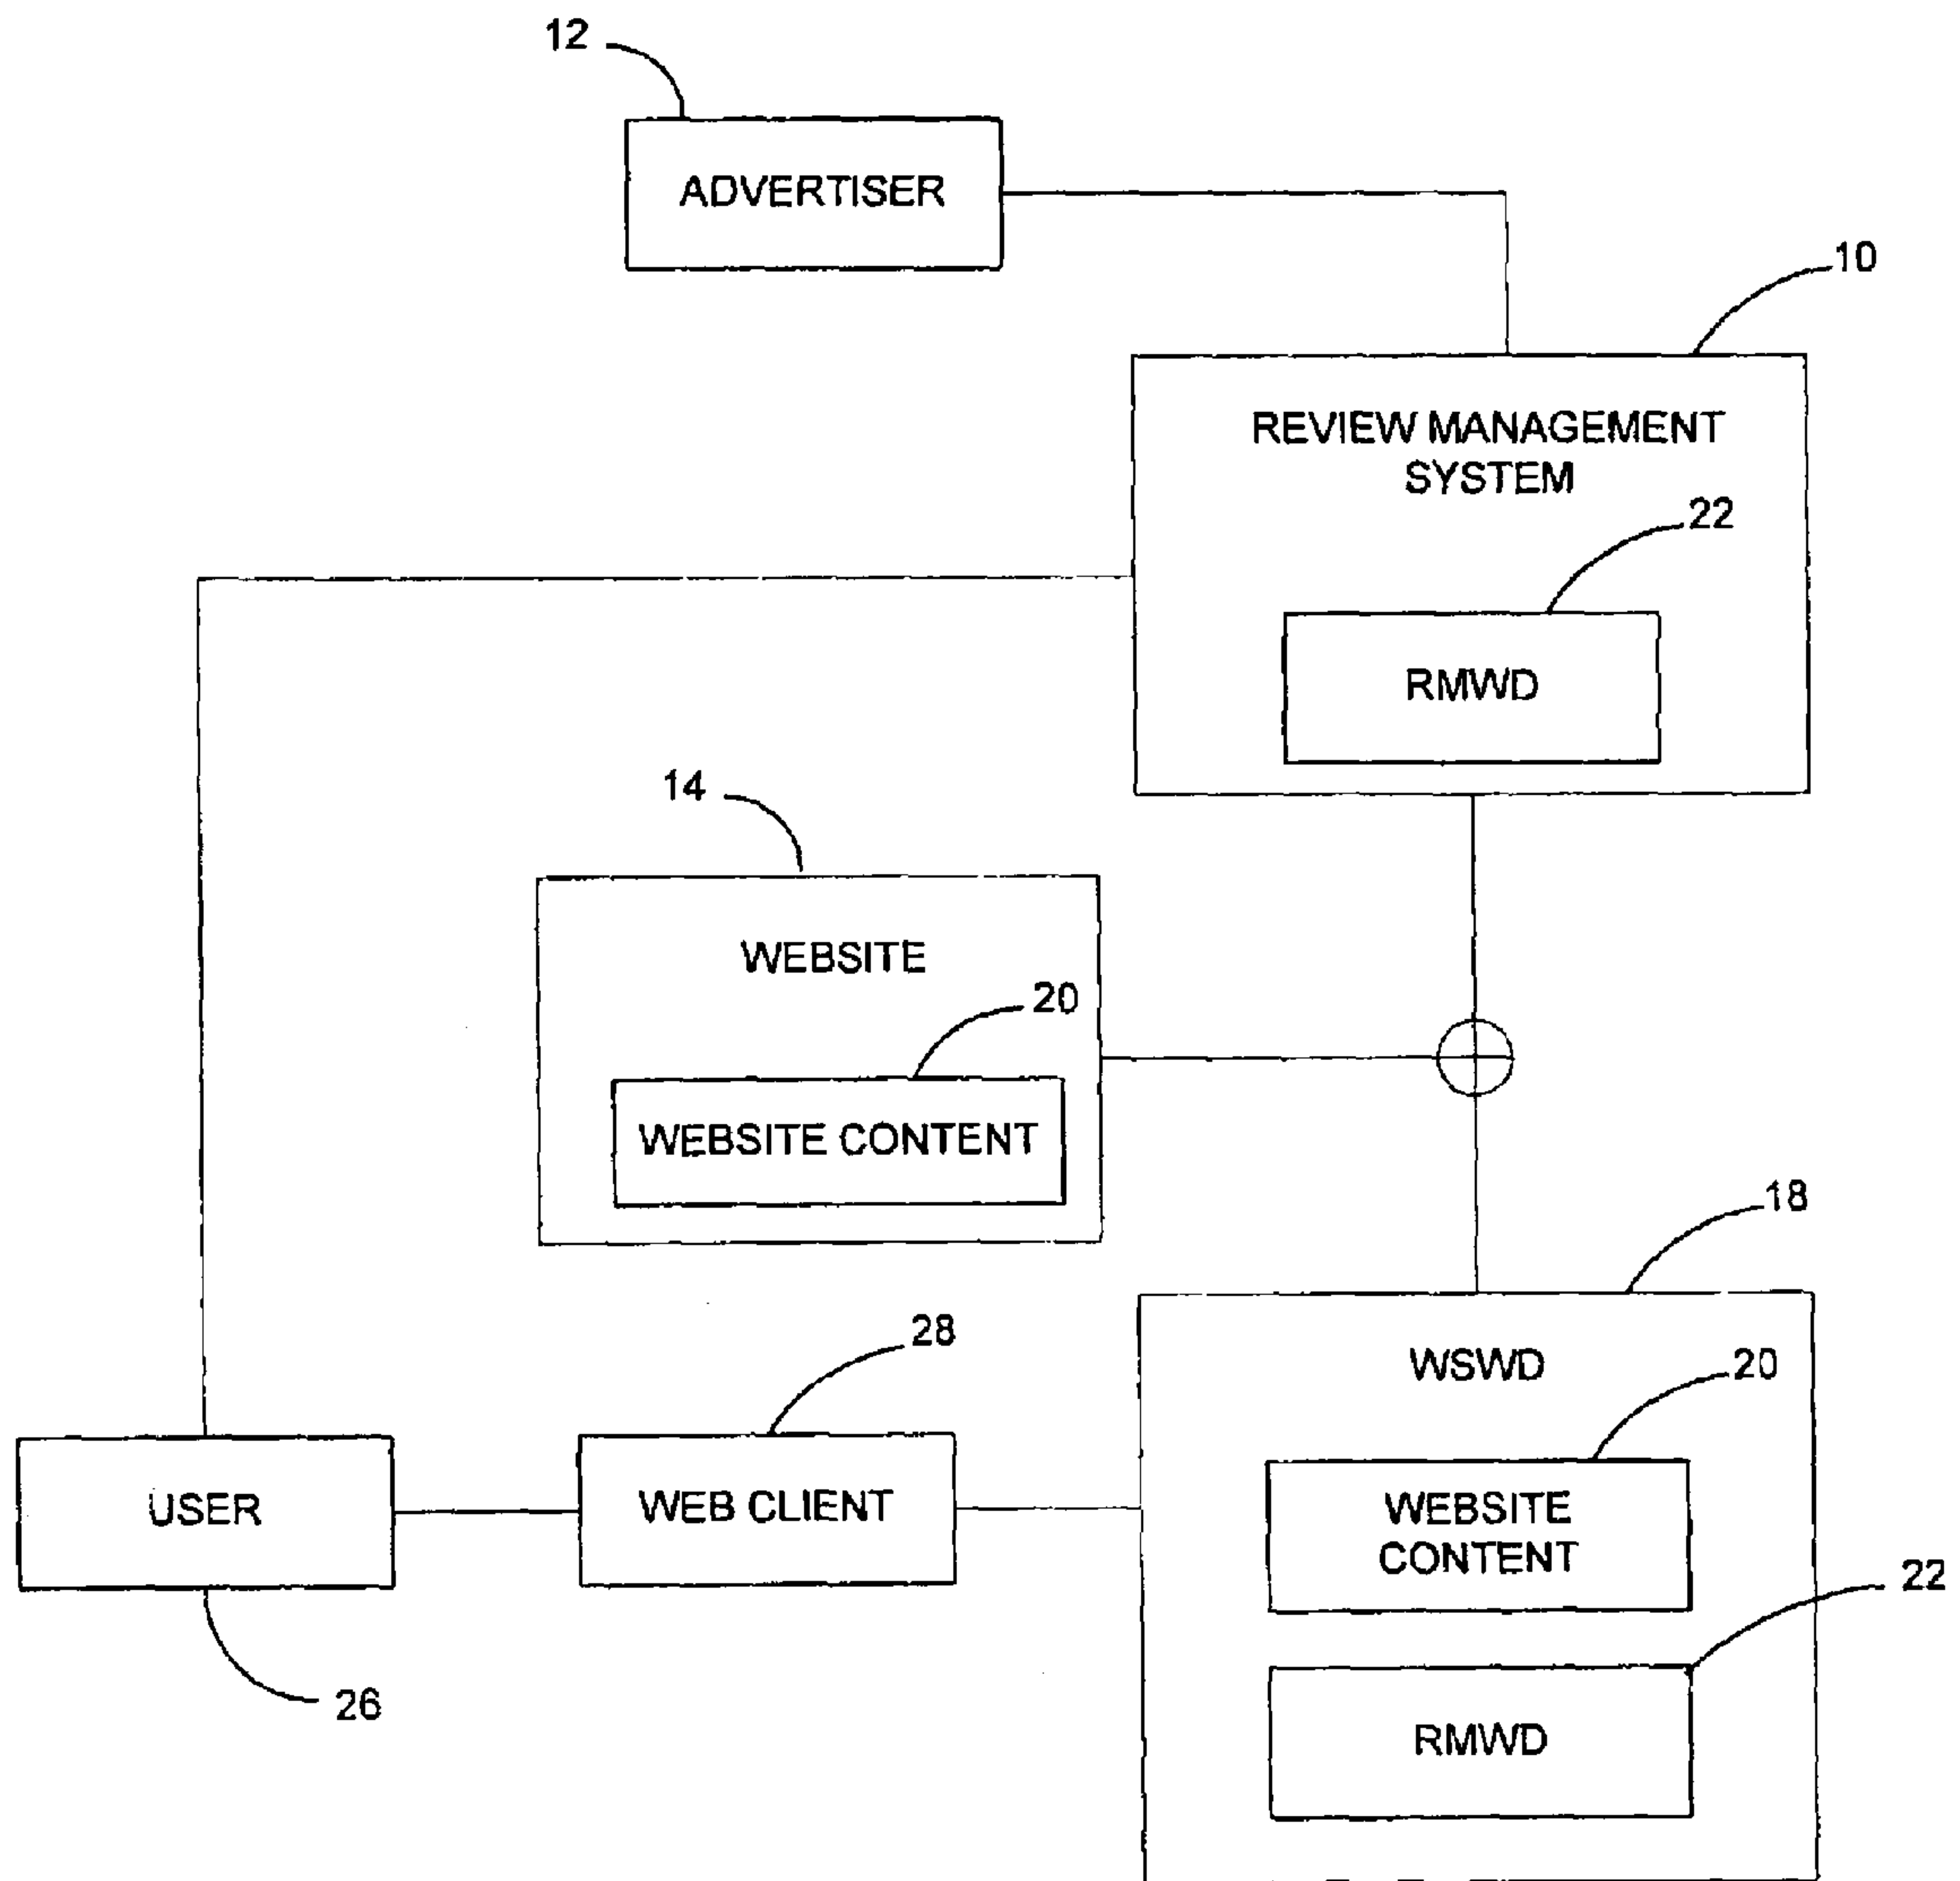 12
ADVERTISER
10
REVIEW MANAGEMENT
SYSTEM
22
RMWD
14
WEBSITE
20
WEBSITE CONTENT
18
WSWD
28
20
USER
WEB CLIENT
WEBSITE
CONTENT
22
26
RMWD